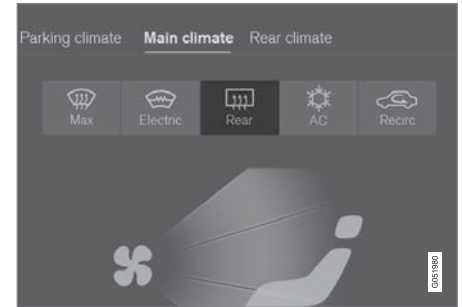 Parking climate Main climate Rear climate
Max Electric Rear AC Recirc
G051980